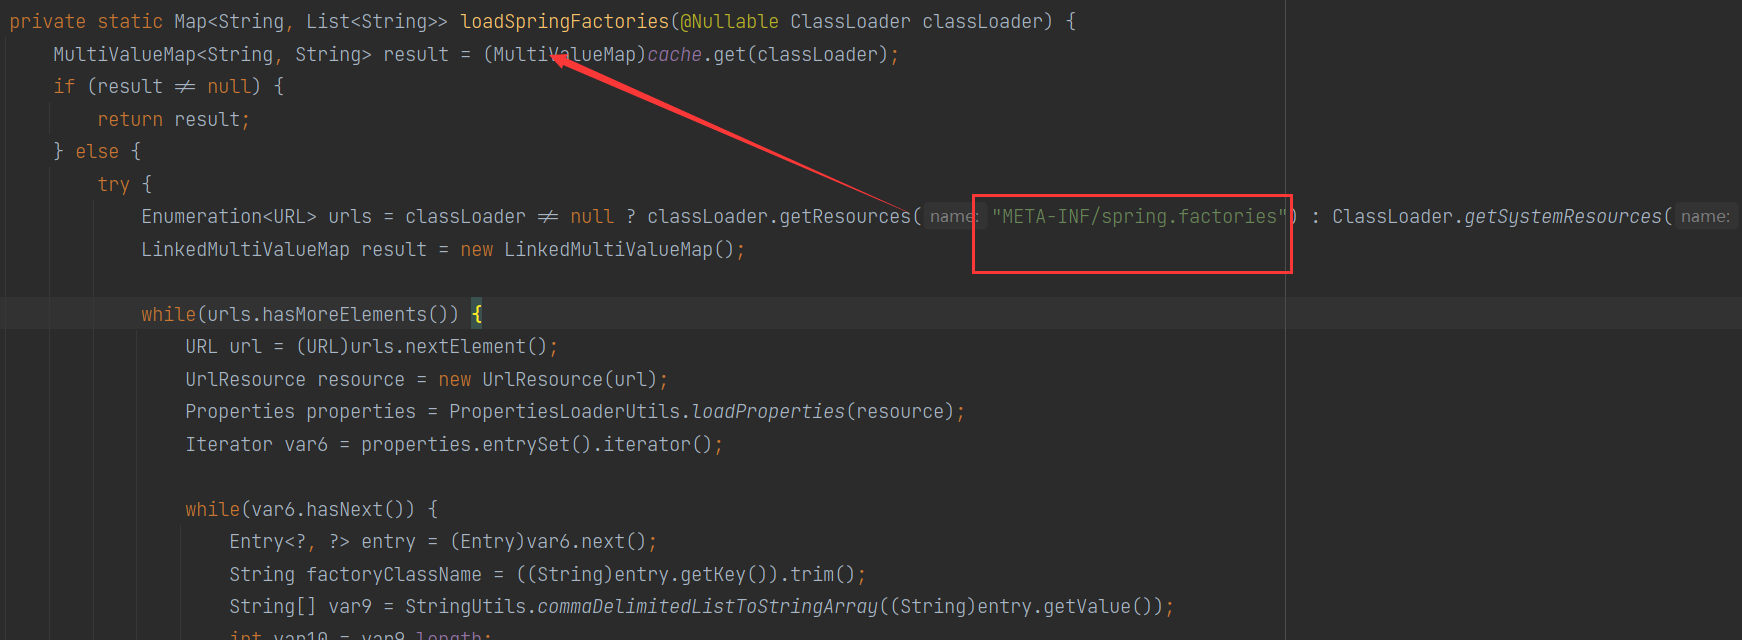 private static Map<String, List<String>> loadSpringFactories(@Nullable ClassLoader classLoader) {
MultiValueMap<String, String> result = (MultiValueMap)cache.get(classLoader);
if (result ≠ null) {
return result;
} else {
try {
Enumeration<URL> urls = classLoader ≠ null ? classLoader.getResources( name: "META-INF/spring.factories") : ClassLoader.getSystemResources( name:
LinkedMultiValueMap result = new LinkedMultiValueMap();
while(urls.hasMoreElements()) {
URL url = (URL)urls.nextElement();
UrlResource resource = new UrlResource(url);
Properties properties = PropertiesLoaderUtils.loadProperties(resource);
Iterator var6 = properties.entrySet().iterator();
while(var6.hasNext()) {
Entry<?, ?> entry = (Entry)var6.next();
String factoryClassName = ((String)entry.getKey()).trim();
String[] var9 = StringUtils.commaDelimitedListToStringArray((String)entry.getValue());
int var10 = var9.length;